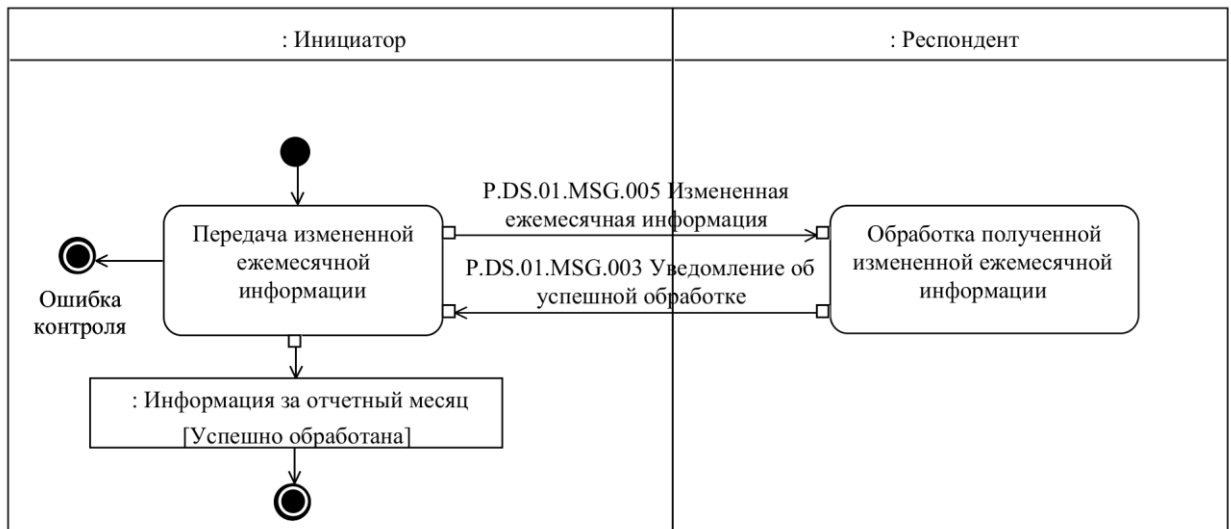 : Инициатор
: Респондент
P.DS.01.MSG.005 Измененная
ежемесячная информация
Передача измененной
ежемесячной
информации
Обработка полученной
измененной ежемесячной
информации
P.DS.01.MSG.003 Уведомление об
успешной обработке
Ошибка
контроля
: Информация за отчетный месяц
[Успешно обработана]